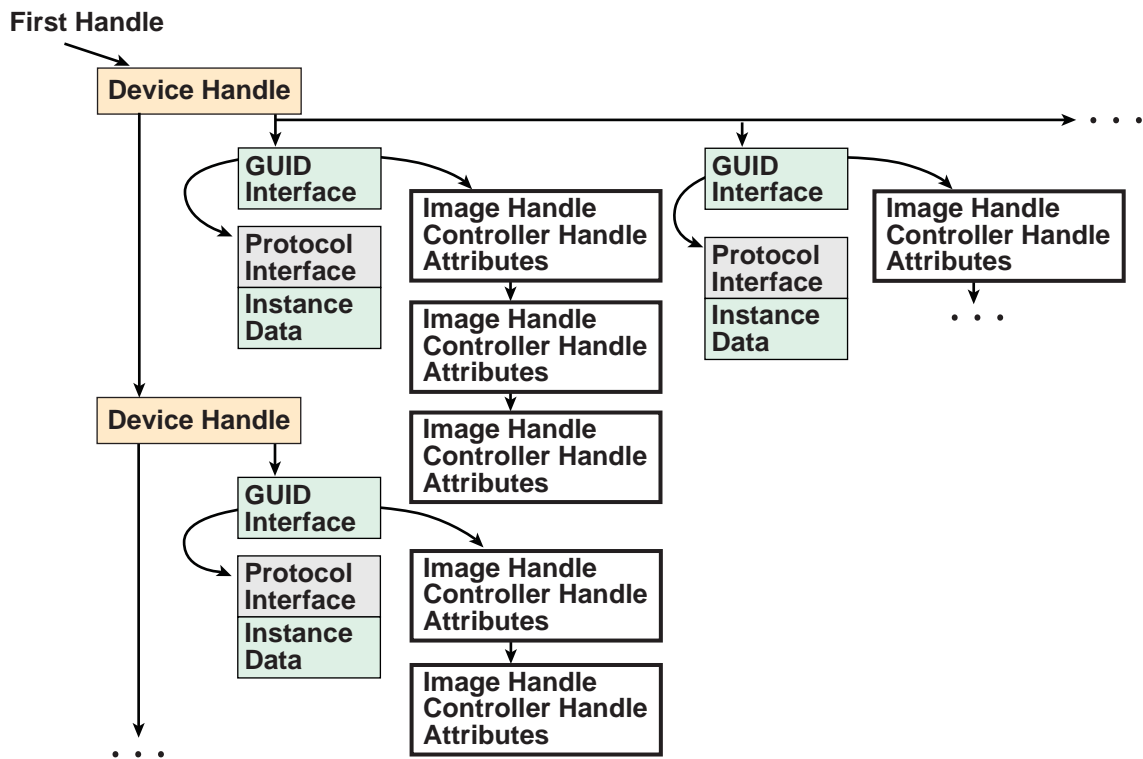 First Handle
Device Handle
. . .
GUID
Interface
Protocol
Interface
Instance
Data
Image Handle
Controller Handle
Attributes
Image Handle
Controller Handle
Attributes
Image Handle
Controller Handle
Attributes
GUID
Interface
Protocol
Interface
Instance
Data
Image Handle
Controller Handle
Attributes
. . .
Device Handle
GUID
Interface
Protocol
Interface
Instance
Data
Image Handle
Controller Handle
Attributes
Image Handle
Controller Handle
Attributes
. . .